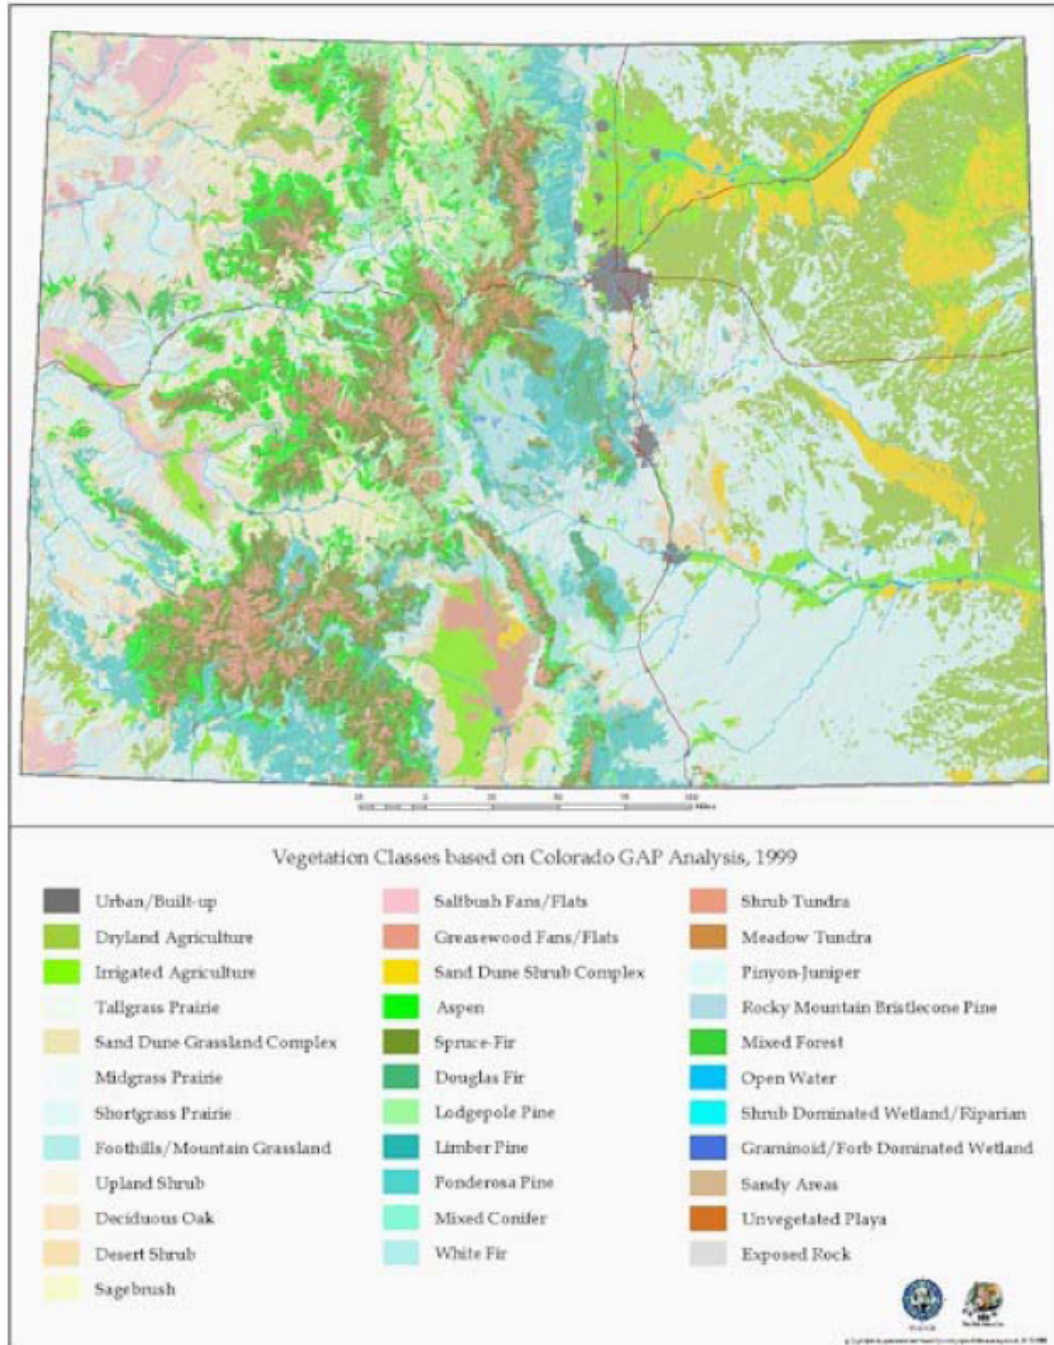 Vegetation Classes based on Colorado GAP Analysis, 1999
Urban/Built-up
Dryland Agriculture
Irrigated Agriculture
Tallgrass Prairie
Sand Dune Grassland Complex
Midgrass Prairie
Shortgrass Prairie
Foothills/Mountain Grassland
Upland Shrub
Deciduous Oak
Desert Shrub
Sagebrush
Saltbush Fans/Flats
Greasewood Fans/Flats
Sand Dune Shrub Complex
Aspen
Spruce-Fir
Douglas Fir
Lodgepole Pine
Limber Pine
Ponderosa Pine
Mixed Conifer
White Fir
Shrub Tundra
Meadow Tundra
Pinyon-Juniper
Rocky Mountain Bristlecone Pine
Mixed Forest
Open Water
Shrub Dominated Wetland/Riparian
Graminoid/Forb Dominated Wetland
Sandy Areas
Unvegetated Playa
Exposed Rock